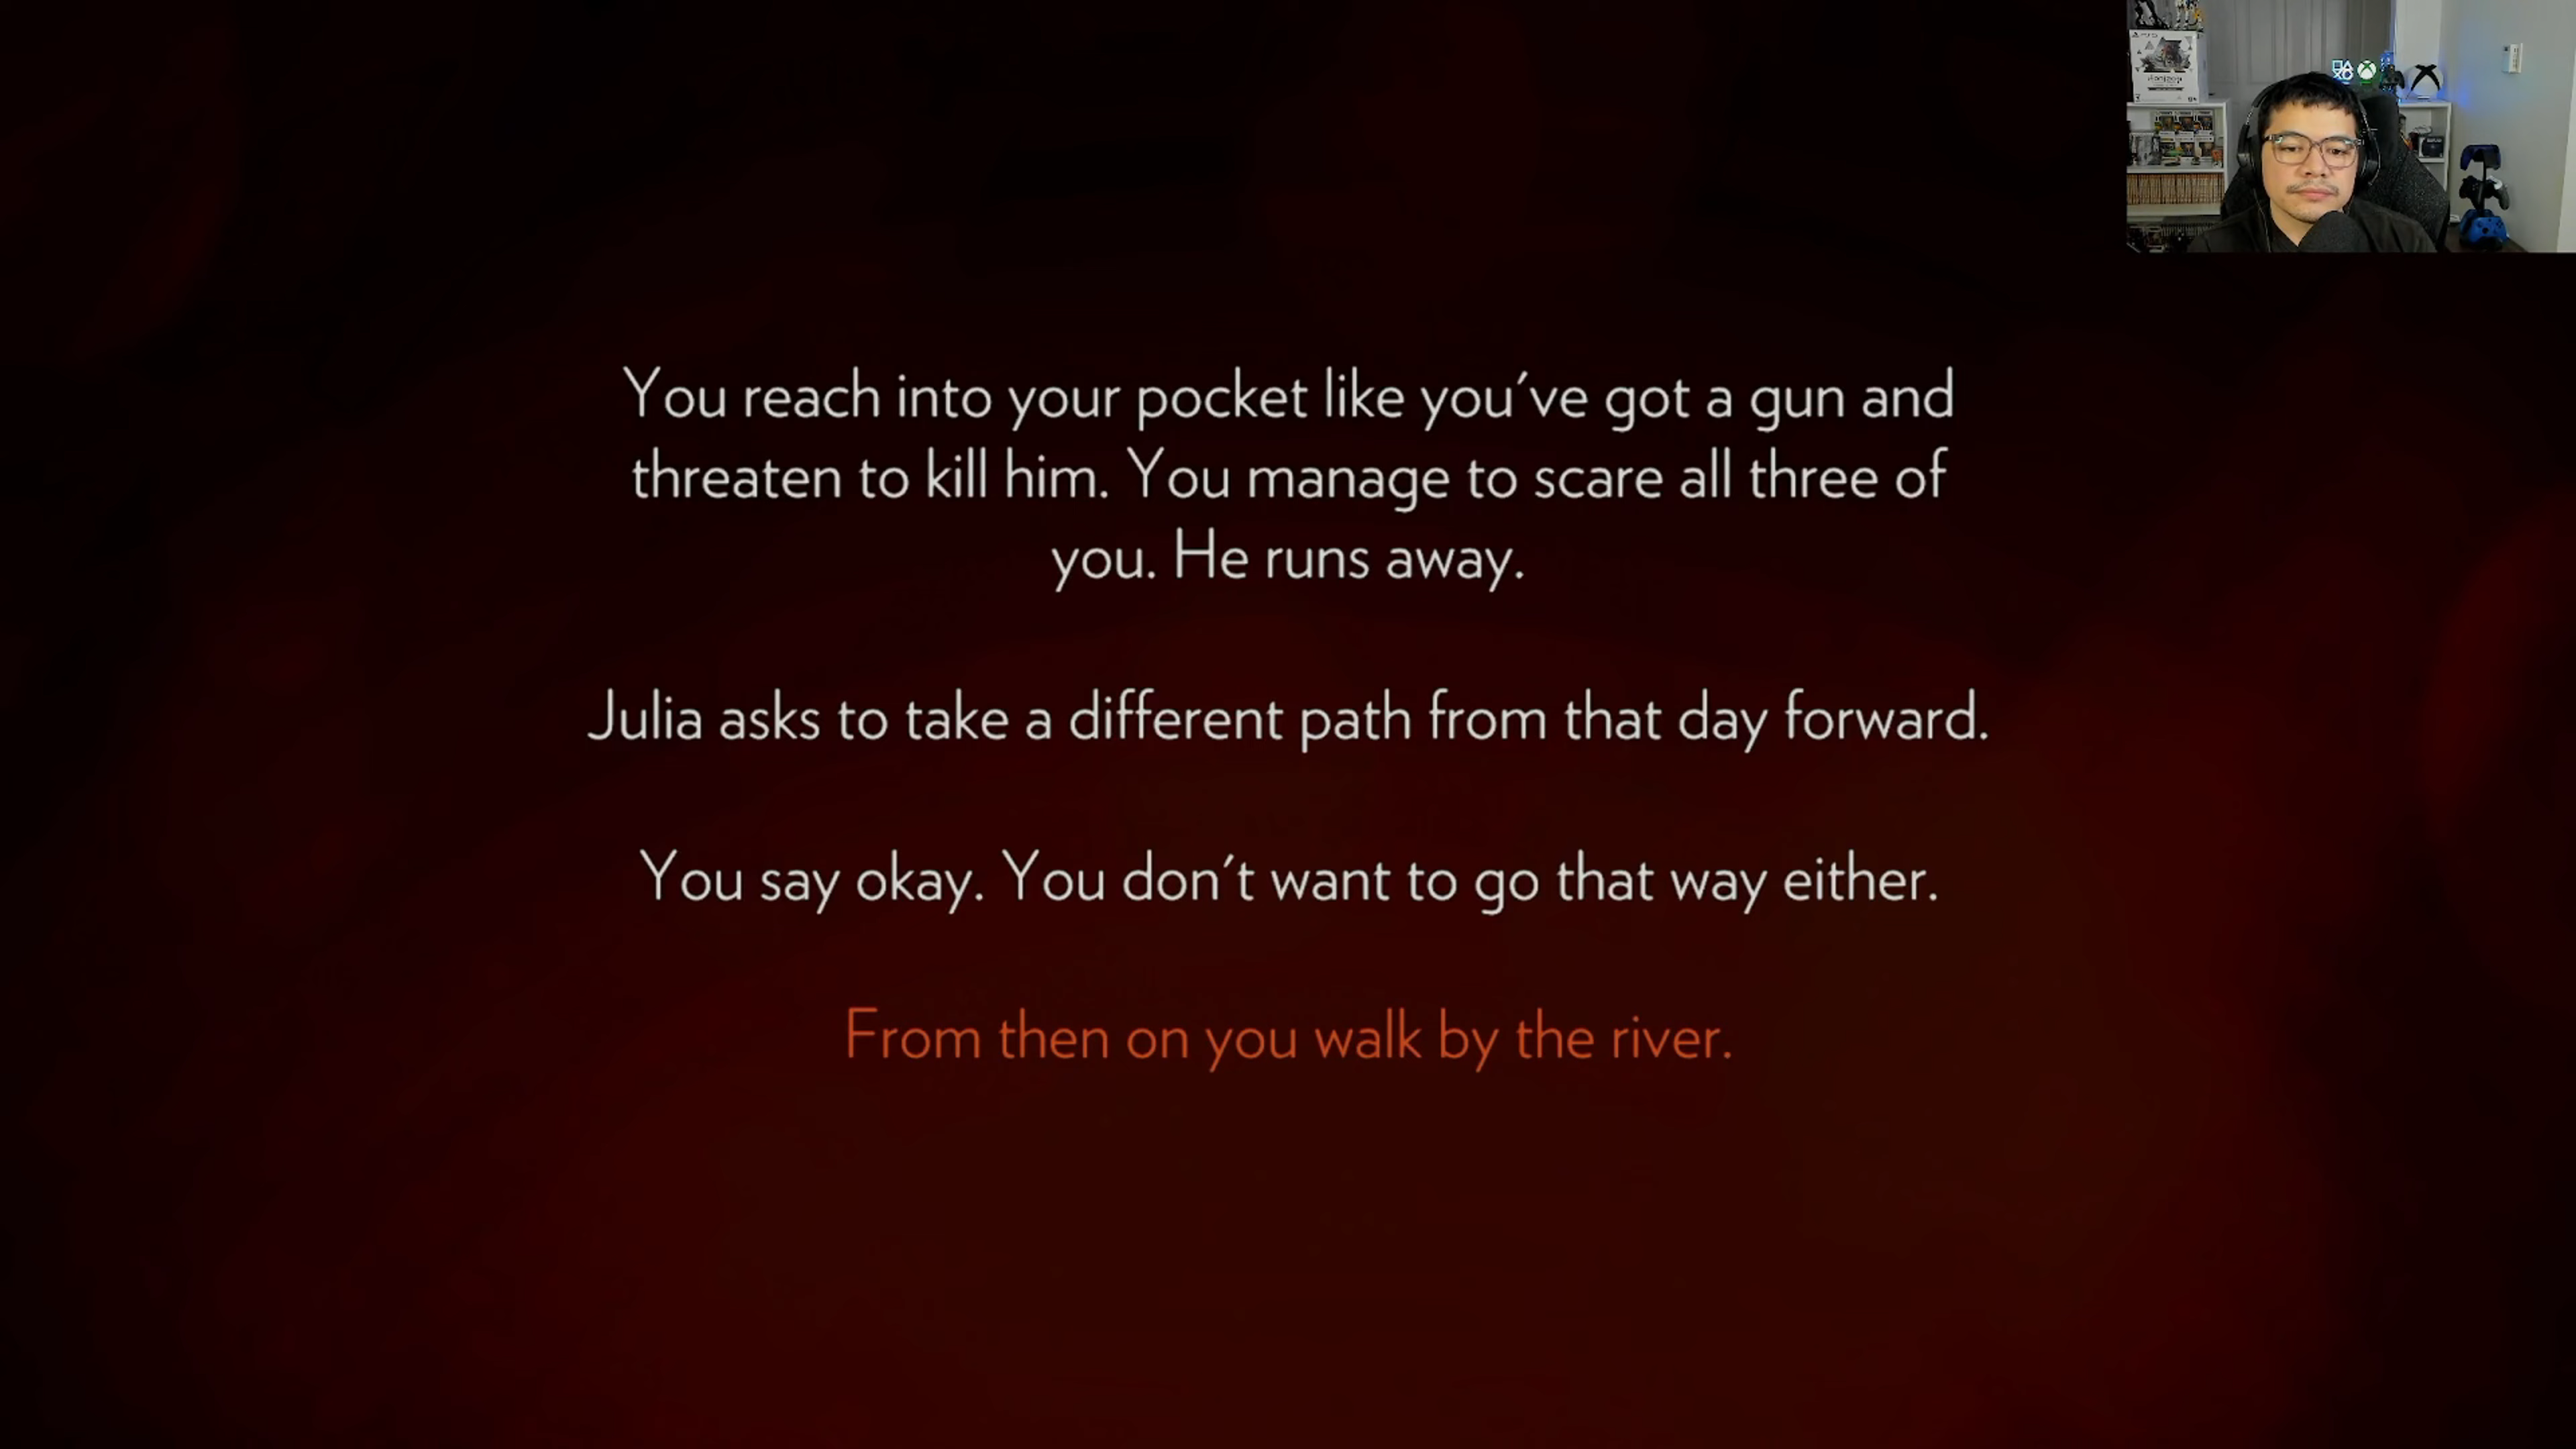 You reach into your pocket like you've got a gun and
threaten to kill him. You manage to scare all three of
you. He runs away.
Julia asks to take a different path from that day forward.
You say okay. You don't want to go that way either.
From then on you walk by the river.